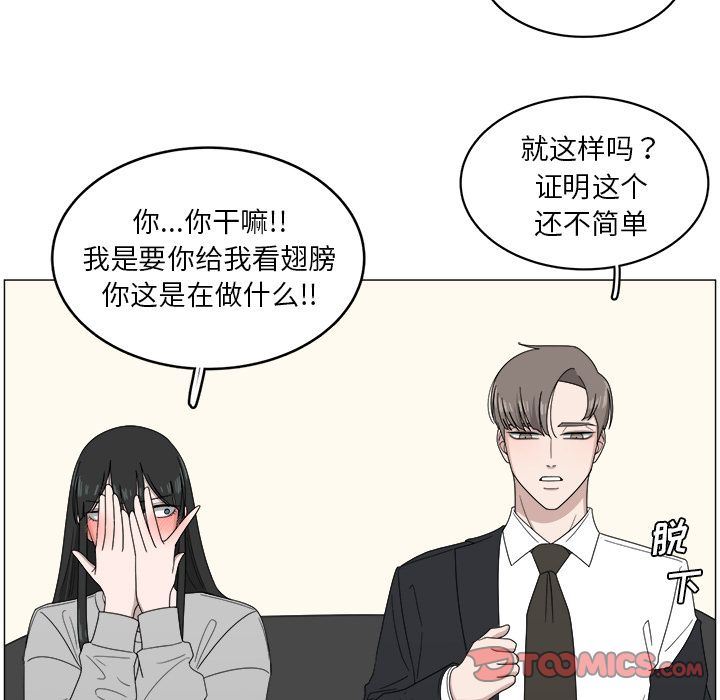 就这样吗？
证明这个
还不简单
你...你干嘛!!
我是要你给我看翅膀
你这是在做什么!!
脱
下
TOOMICS.COM